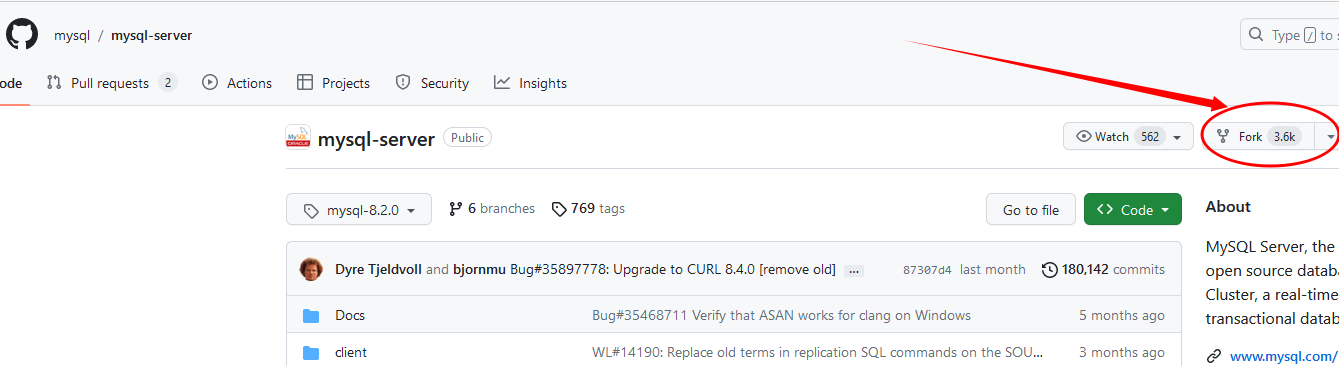 mysql / mysql-server
Type / to s
ode Pull requests 2 Actions Projects Security Insights
MySQL
ORACLE
mysql-server Public
Watch 562
Fork 3.6k
mysql-8.2.0 6 branches 769 tags
Go to file
<> Code
About
Dyre Tjeldvoll and bjornmu Bug#35897778: Upgrade to CURL 8.4.0 [remove old] ... 87307d4 last month 180,142 commits
Docs Bug#35468711 Verify that ASAN works for clang on Windows 5 months ago
client WL#14190: Replace old terms in replication SQL commands on the SOU... 3 months ago
MySQL Server, the
open source databa
Cluster, a real-time,
transactional datab
www.mysql.com/